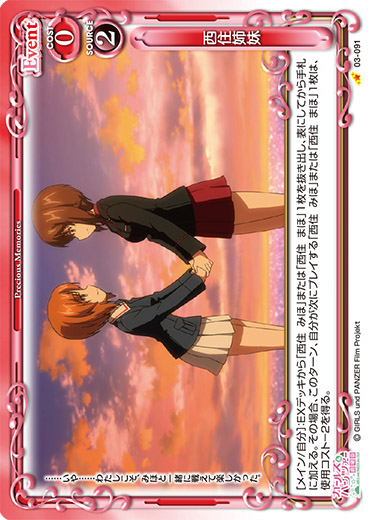 Event
COST
0
SOURCE
2
西住姉妹
Precious Memories
……いや……わたしこそ、みほと一緒に戦えて楽しかった。
[メイン/自分]:EXデッキから「西住　みほ」または「西住　まほ」1枚を抜き出し、表にしてから手札
に加える。その場合、このターン、自分が次にプレイする「西住　みほ」または「西住　まほ」1枚は、
使用コスト－2を得る。
© GIRLS und PANZER Film Projekt
03-091